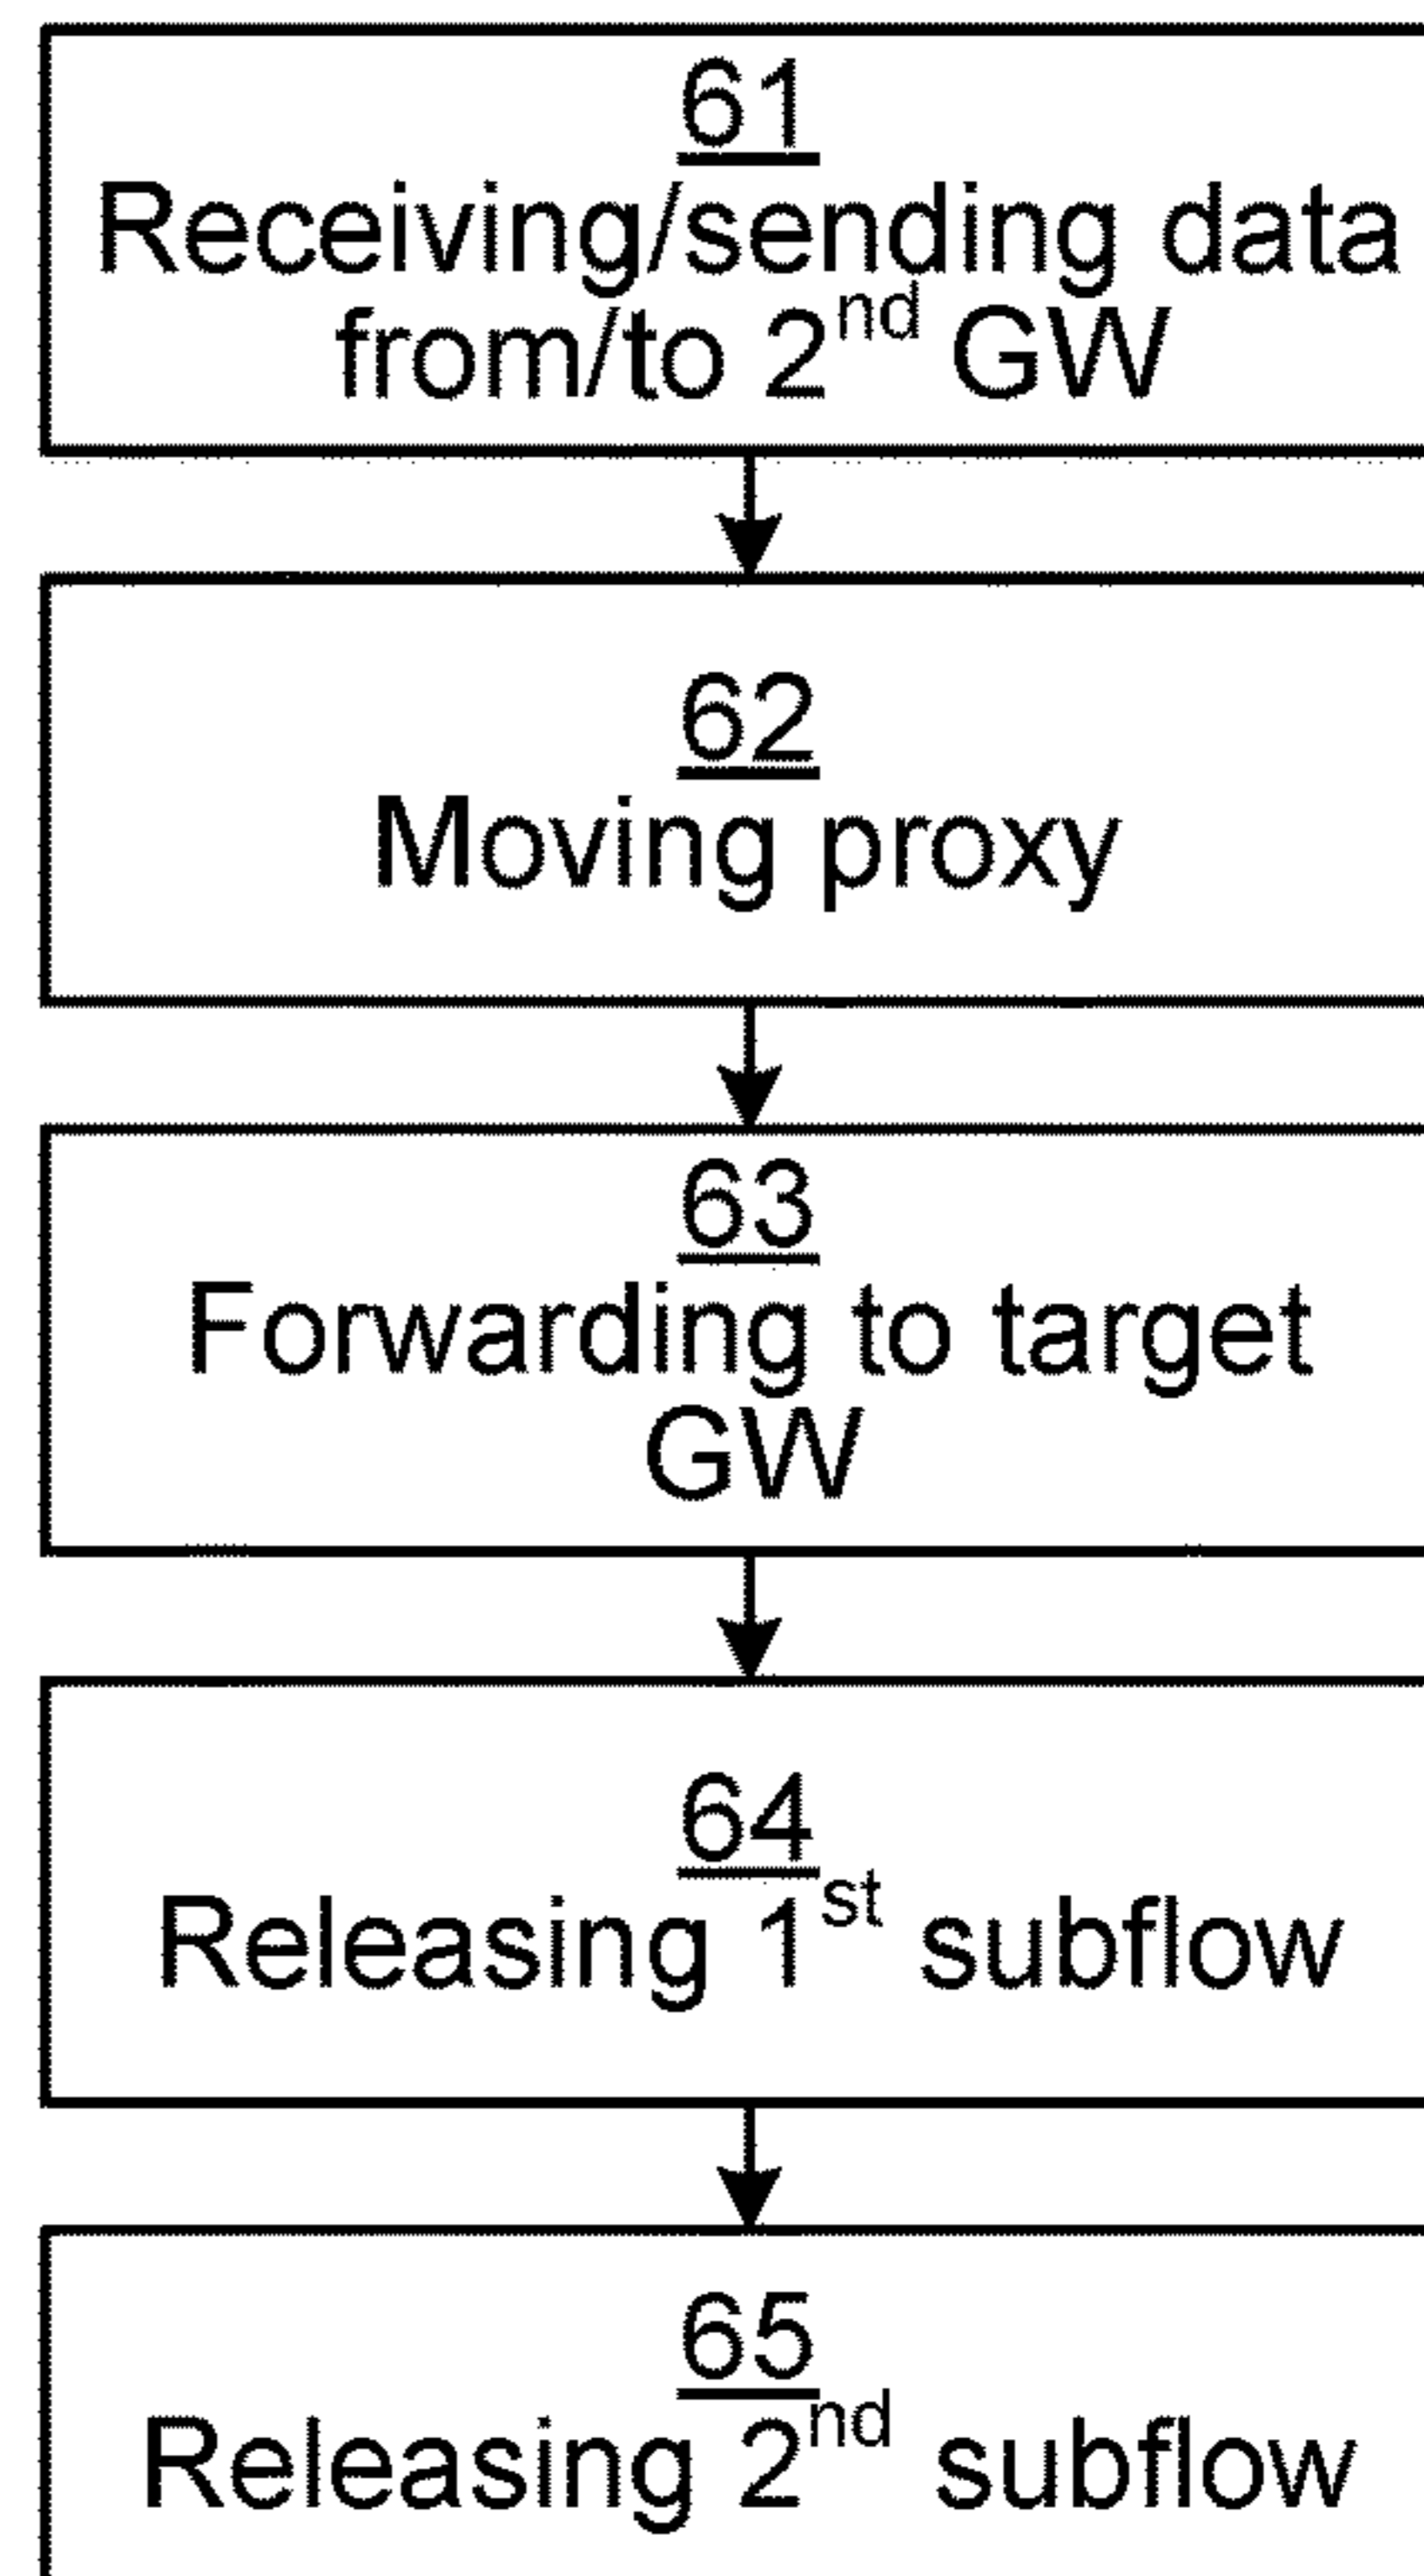 61
Receiving/sending data
from/to 2nd GW
62
Moving proxy
63
Forwarding to target
GW
64
Releasing 1st subflow
65
Releasing 2nd subflow